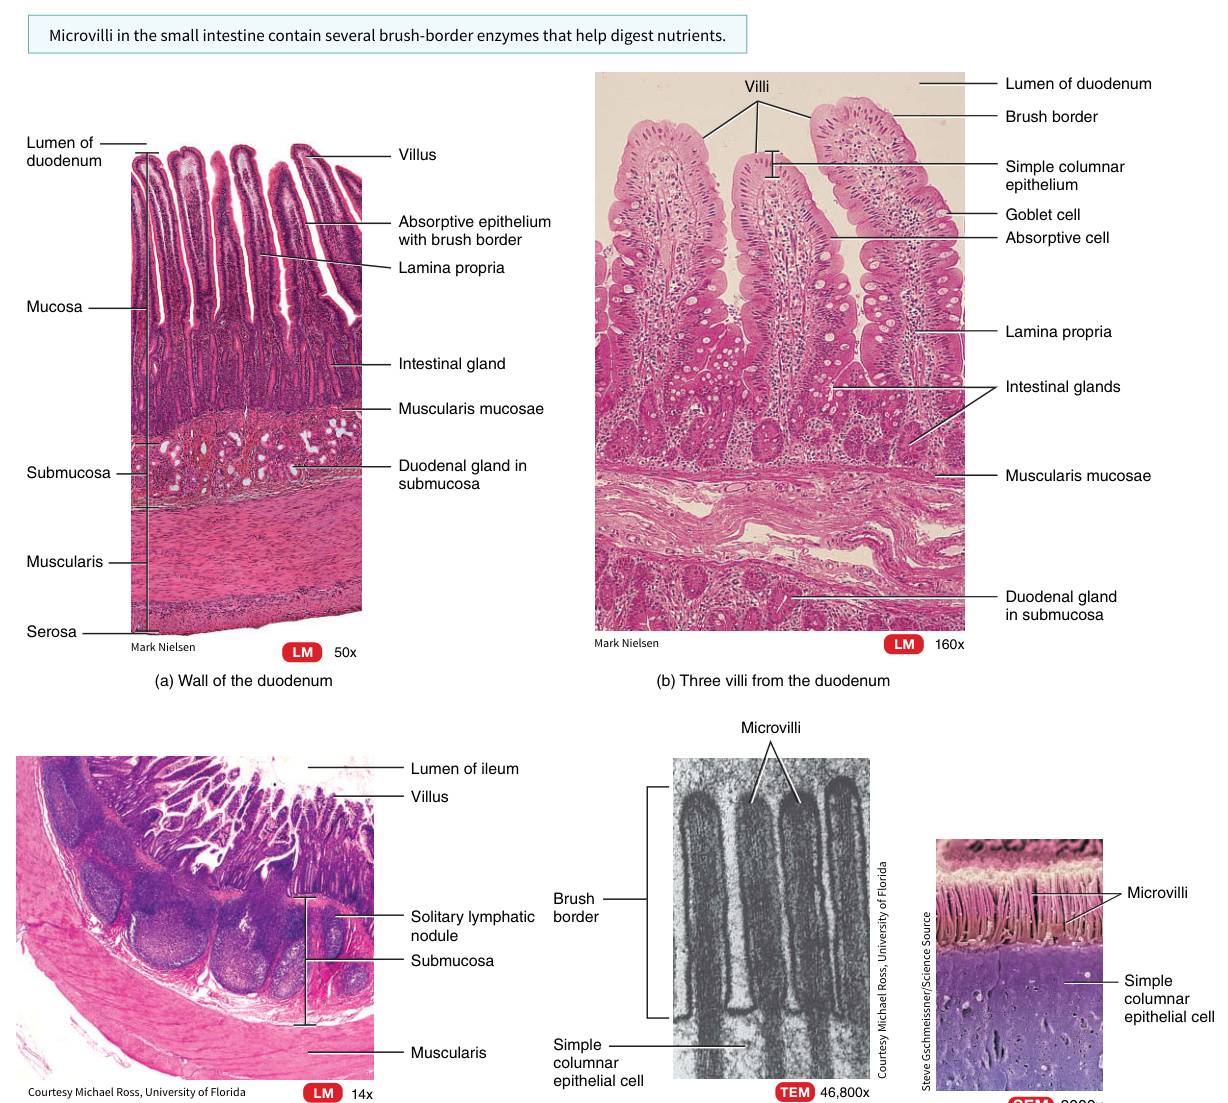 Microvilli in the small intestine contain several brush-border enzymes that help digest nutrients.
Lumen of
duodenum
Mucosa
Submucosa
Muscularis
Serosa
Villus
Absorptive epithelium
with brush border
Lamina propria
Intestinal gland
Muscularis mucosae
Duodenal gland in
submucosa
Mark Nielsen
LM 50x
(a) Wall of the duodenum
Villi
Lumen of duodenum
Brush border
Simple columnar
epithelium
Goblet cell
Absorptive cell
Lamina propria
Intestinal glands
Muscularis mucosae
Duodenal gland
in submucosa
Mark Nielsen
LM 160x
(b) Three villi from the duodenum
Lumen of ileum
Villus
Solitary lymphatic
nodule
Submucosa
Muscularis
Courtesy Michael Ross, University of Florida
LM 14x
Microvilli
Brush
border
Simple
columnar
epithelial cell
Courtesy Michael Ross, University of Florida
TEM 46,800x
Steve Gschmeissner/Science Source
Microvilli
Simple
columnar
epithelial cell